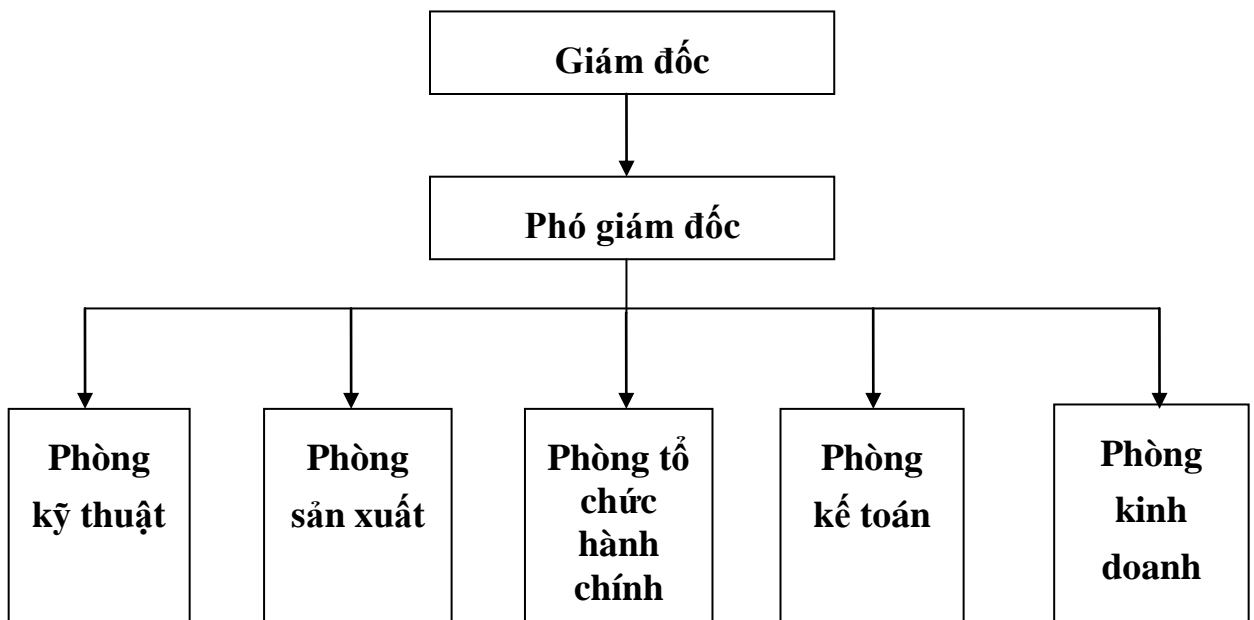 Giám đốc
Phó giám đốc
Phòng
kỹ thuật
Phòng
sản xuất
Phòng tổ
chức
hành
chính
Phòng
kế toán
Phòng
kinh
doanh